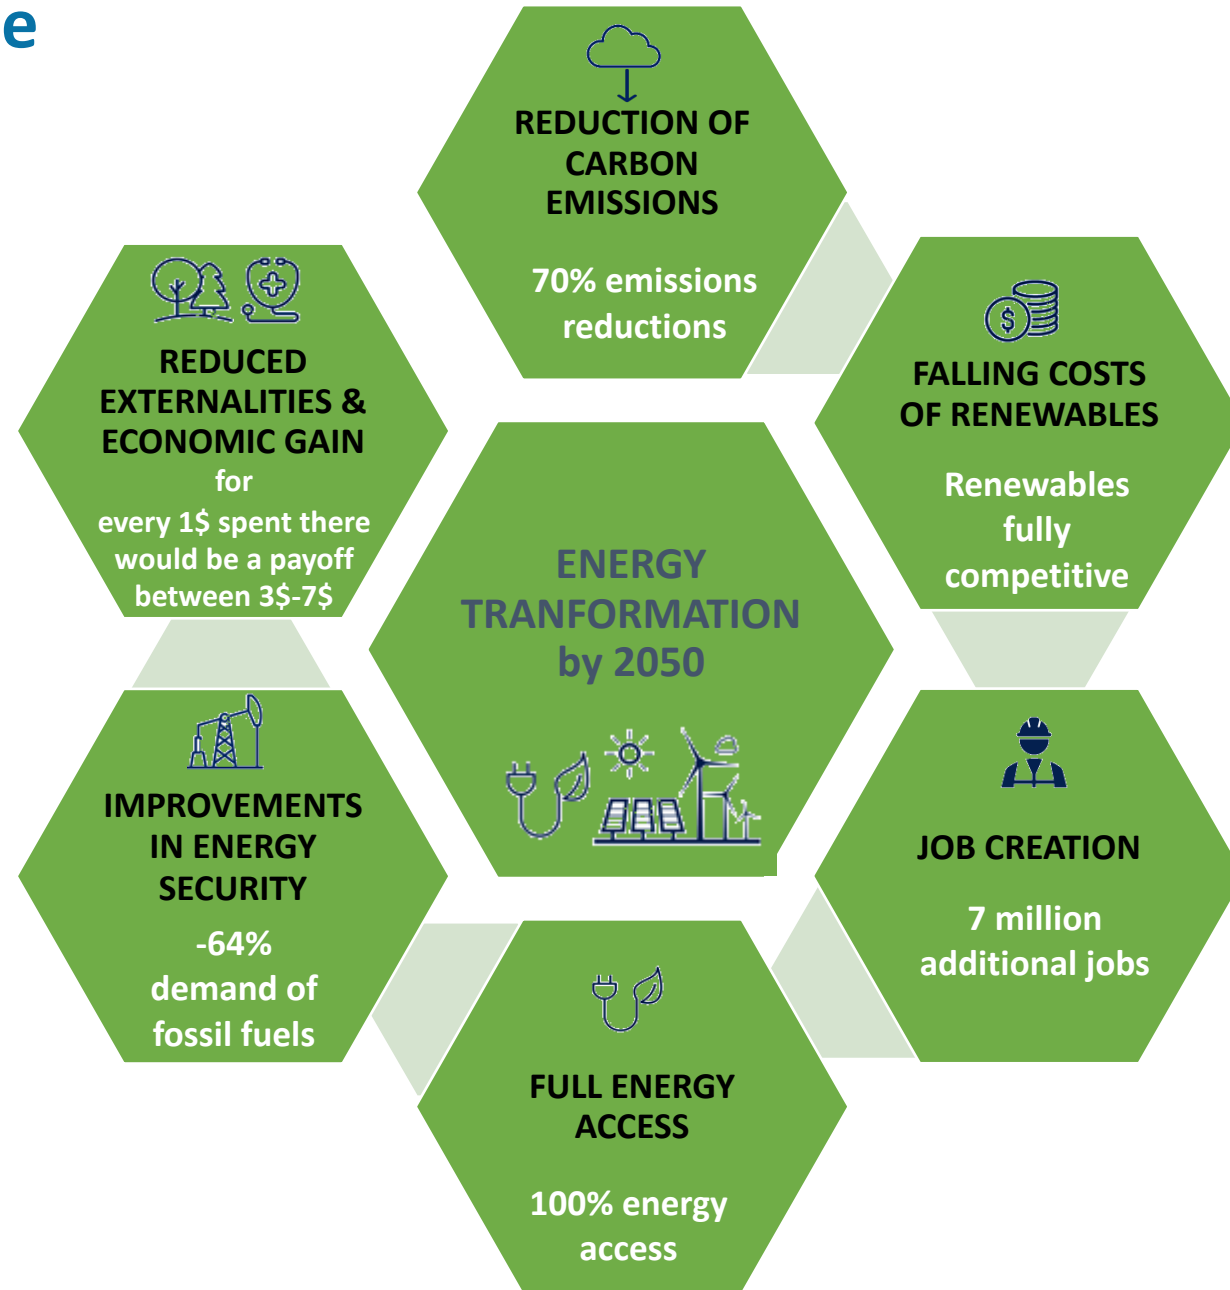 e
REDUCTION OF
CARBON
EMISSIONS
70% emissions
reductions
FALLING COSTS
OF RENEWABLES
Renewables
fully
competitive
JOB CREATION
7 million
additional jobs
FULL ENERGY
ACCESS
100% energy
access
IMPROVEMENTS
IN ENERGY
SECURITY
-64%
demand of
fossil fuels
REDUCED
EXTERNALITIES &
ECONOMIC GAIN
for
every 1$ spent there
would be a payoff
between 3$-7$
ENERGY
TRANFORMATION
by 2050